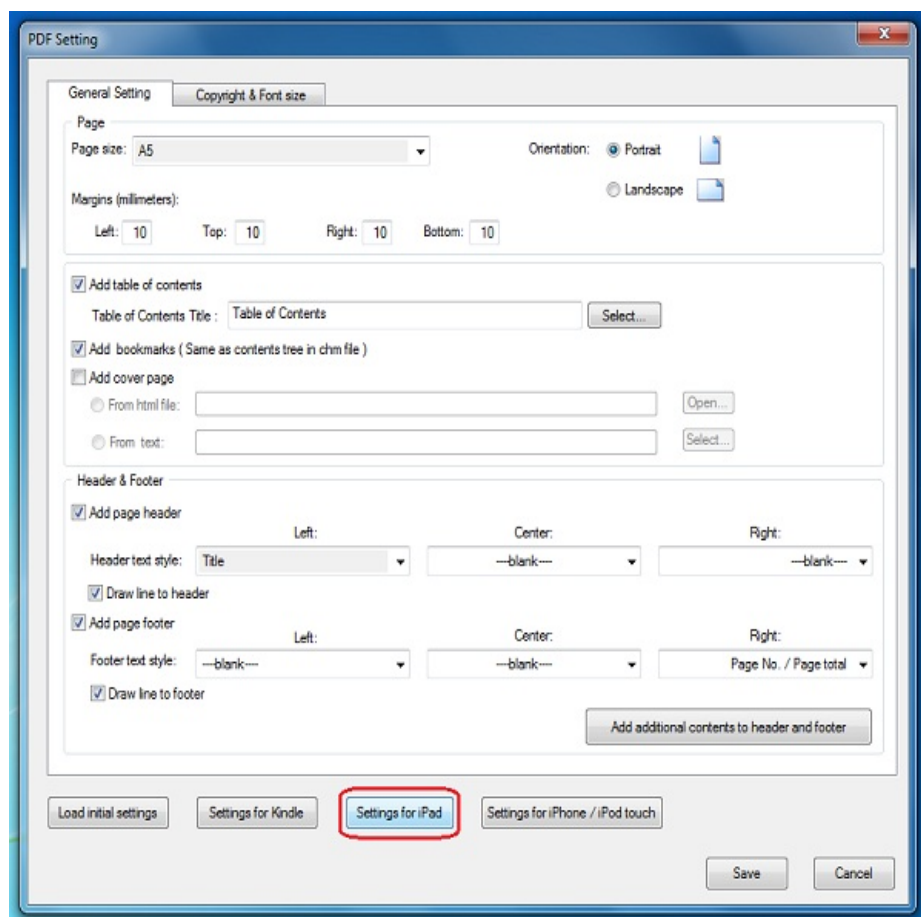 PDF Setting
X
General Setting Copyright & Font size
Page
Page size: A5 Orientation: Portrait
Landscape
Margins (millimeters):
Left: 10 Top: 10 Right: 10 Bottom: 10
Add table of contents
Table of Contents Title : Table of Contents Select...
Add bookmarks ( Same as contents tree in chm file )
Add cover page
From html file: Open...
From text: Select...
Header & Footer
Add page header
Left: Center: Right:
Header text style: Title ---blank--- ---blank---
Draw line to header
Add page footer
Left: Center: Right:
Footer text style: ---blank--- ---blank--- Page No. / Page total
Draw line to footer
Add additional contents to header and footer
Load initial settings Settings for Kindle Settings for iPad Settings for iPhone / iPod touch
Save Cancel